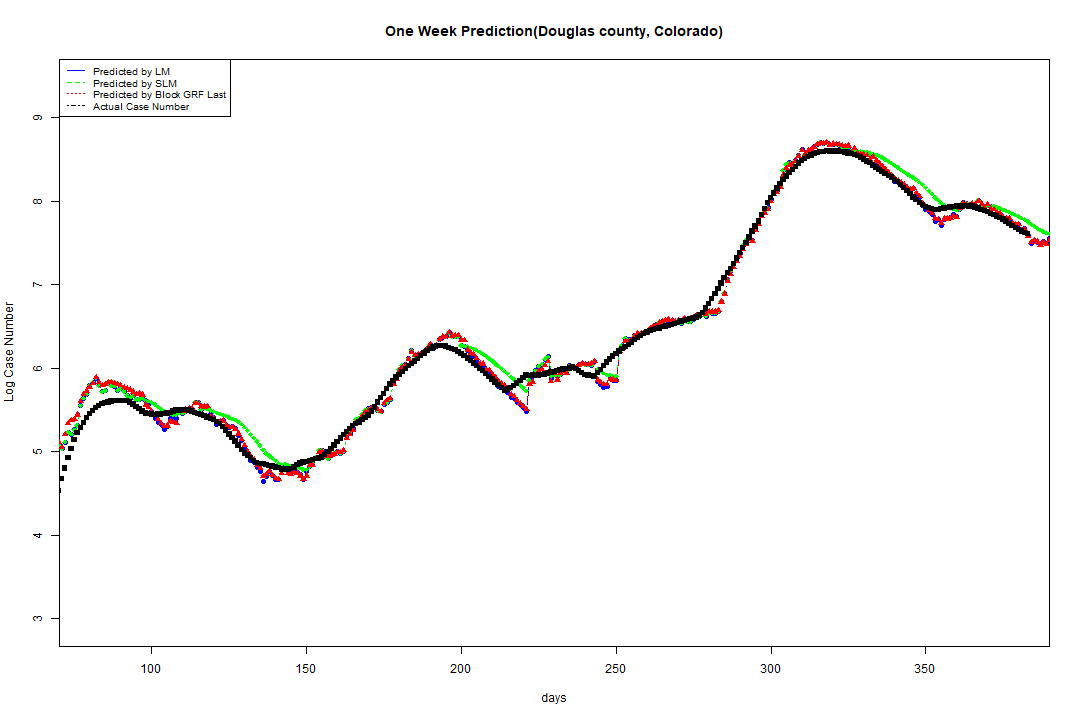 One Week Prediction(Douglas county, Colorado)
Predicted by LM
Predicted by SLM
Predicted by Block GRF Last
Actual Case Number
Log Case Number
9
8
7
6
5
4
3
100 150 200 250 300 350
days